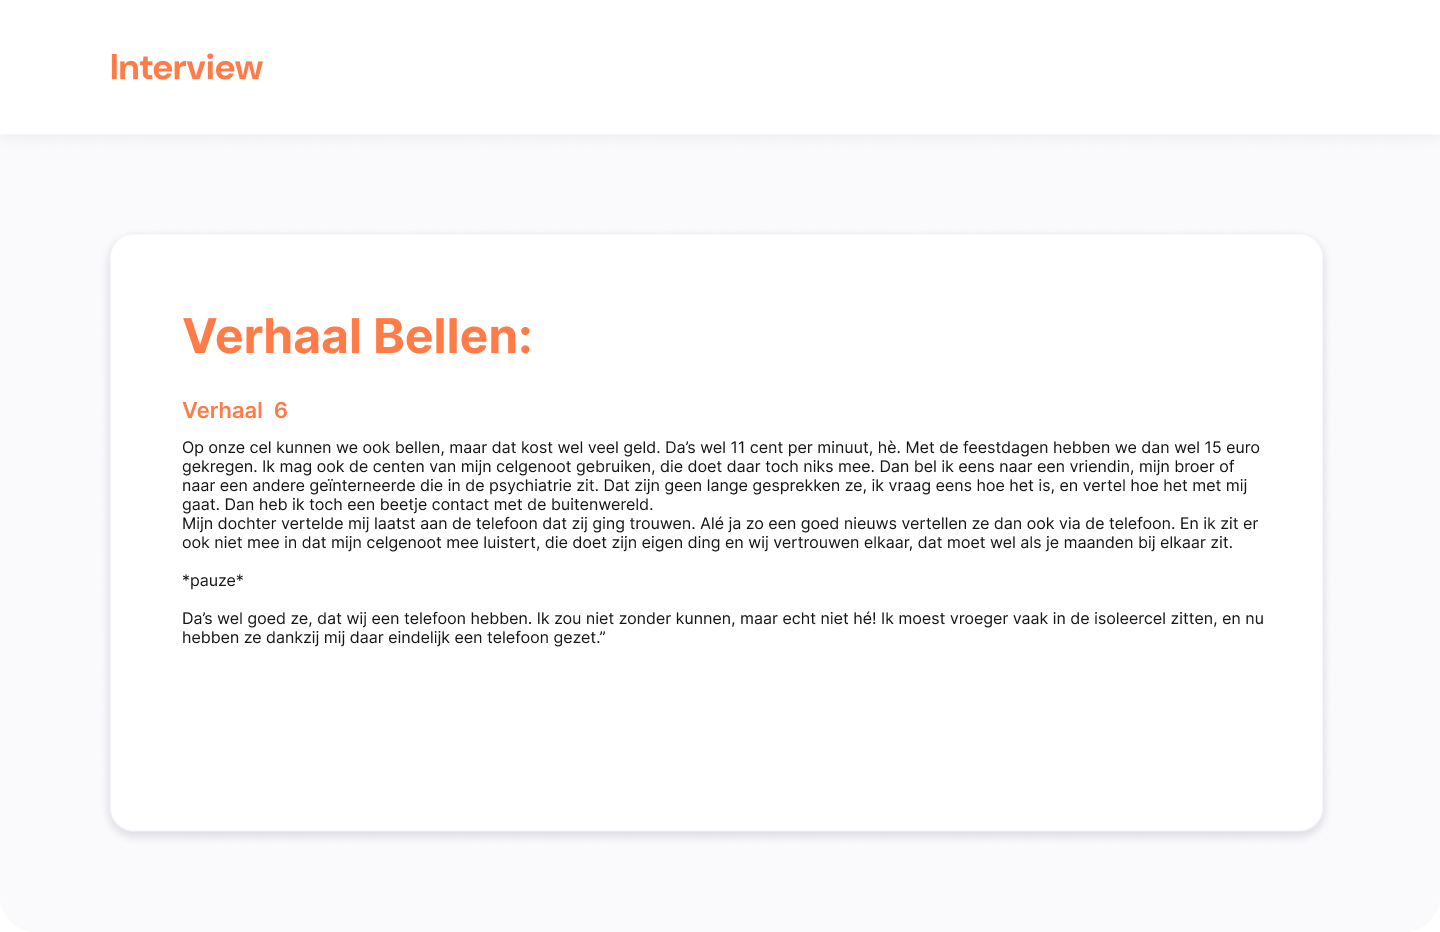 Interview
Verhaal Bellen:
Verhaal  6
Op onze cel kunnen we ook bellen, maar dat kost wel veel geld. Da’s wel 11 cent per minuut, hè. Met de feestdagen hebben we dan wel 15 euro
gekregen. Ik mag ook de centen van mijn celgenoot gebruiken, die doet daar toch niks mee. Dan bel ik eens naar een vriendin, mijn broer of
naar een andere geïnterneerde die in de psychiatrie zit. Dat zijn geen lange gesprekken ze, ik vraag eens hoe het is, en vertel hoe het met mij
gaat. Dan heb ik toch een beetje contact met de buitenwereld.
Mijn dochter vertelde mij laatst aan de telefoon dat zij ging trouwen. Alé ja zo een goed nieuws vertellen ze dan ook via de telefoon. En ik zit er
ook niet mee in dat mijn celgenoot mee luistert, die doet zijn eigen ding en wij vertrouwen elkaar, dat moet wel als je maanden bij elkaar zit.
*pauze*
Da’s wel goed ze, dat wij een telefoon hebben. Ik zou niet zonder kunnen, maar echt niet hé! Ik moest vroeger vaak in de isoleercel zitten, en nu
hebben ze dankzij mij daar eindelijk een telefoon gezet.”